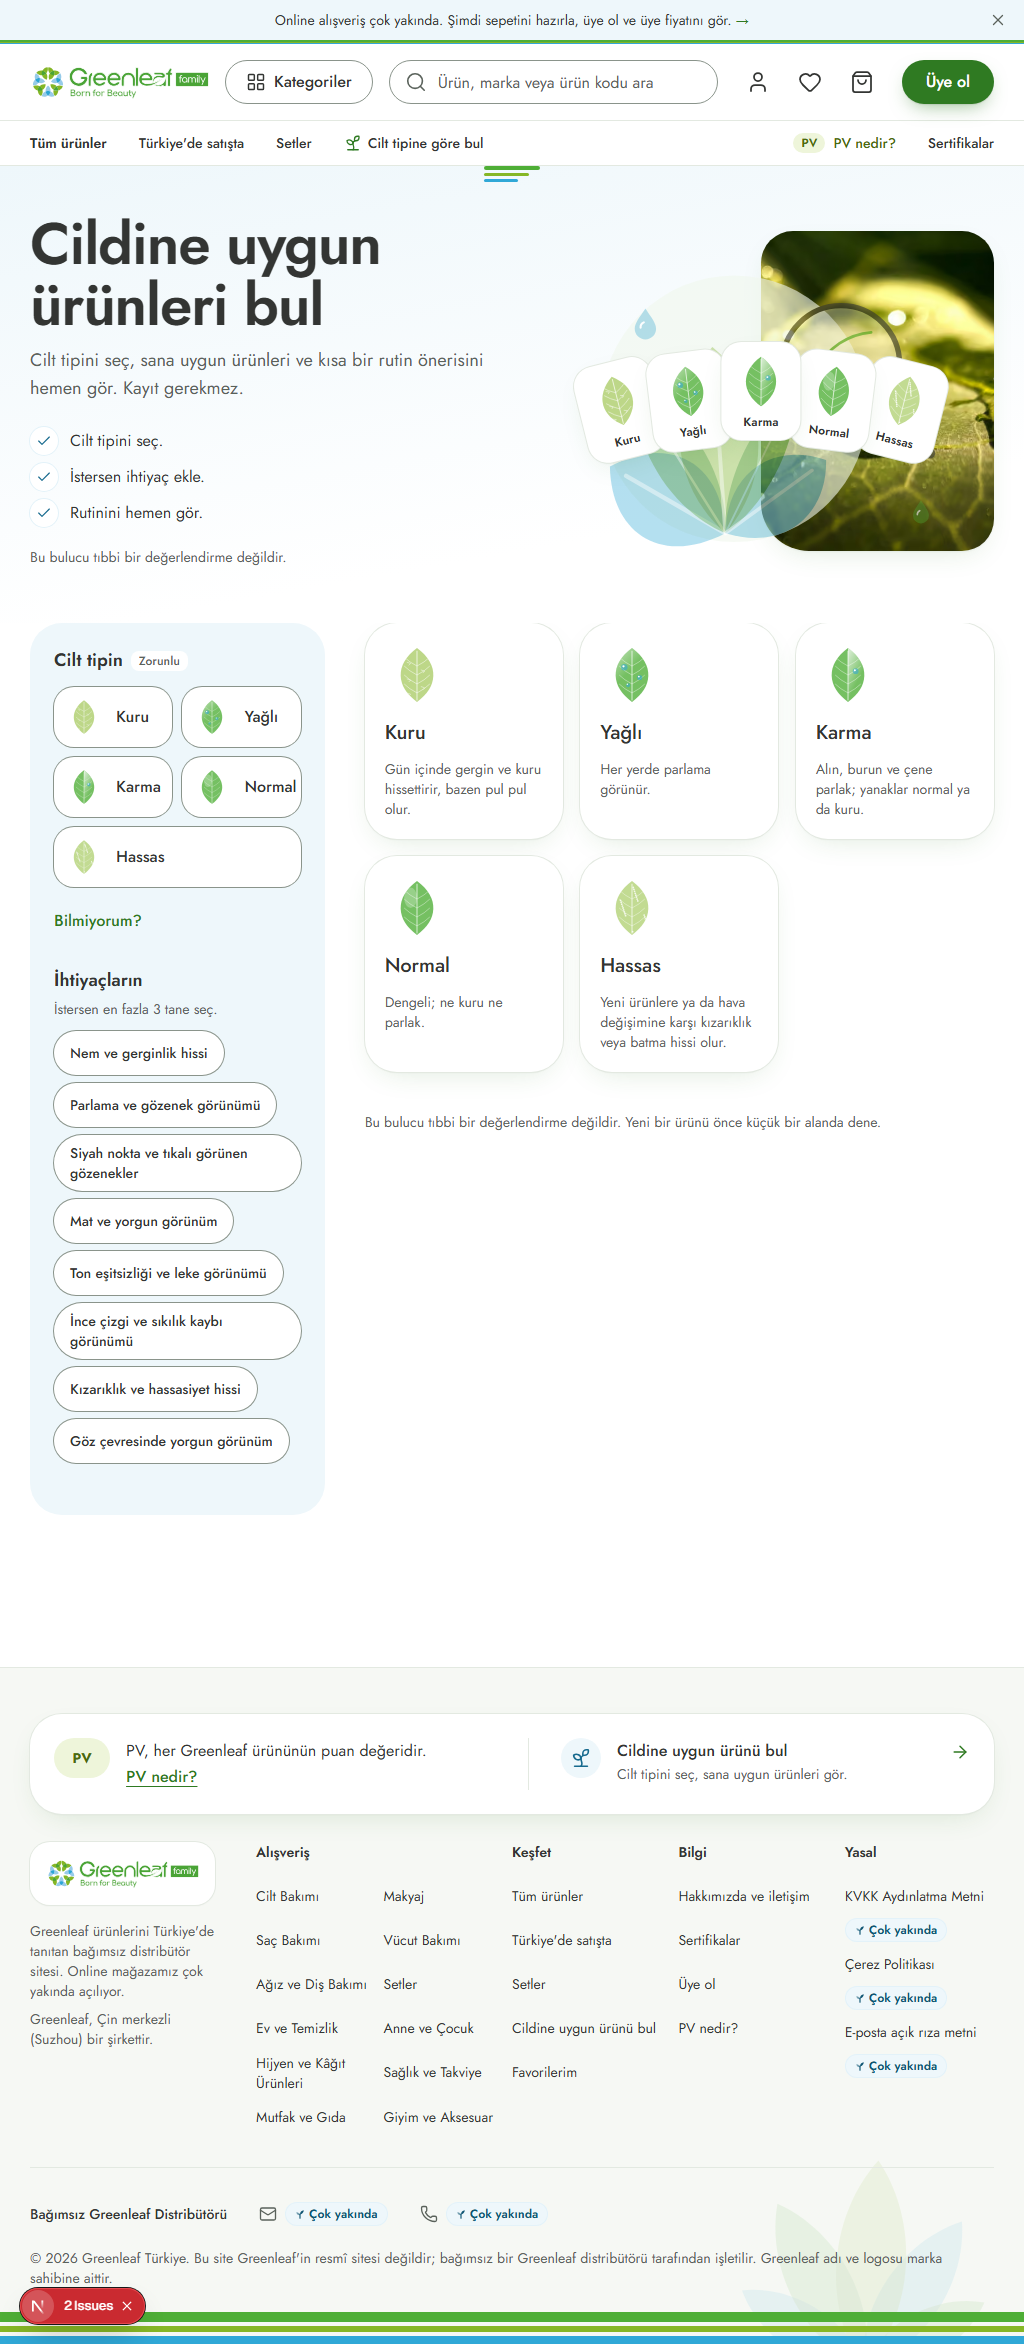 Online alışveriş çok yakında. Şimdi sepetini hazırla, üye ol ve üye fiyatını gör. →
Greenleaf family
Born for Beauty
Kategoriler
Ürün, marka veya ürün kodu ara
Üye ol
Tüm ürünler
Türkiye'de satışta
Setler
Cilt tipine göre bul
PV
PV nedir?
Sertifikalar
Cildine uygun
ürünleri bul
Cilt tipini seç, sana uygun ürünleri ve kısa bir rutin önerisini
hemen gör. Kayıt gerekmez.
Cilt tipini seç.
İstersen ihtiyaç ekle.
Rutinini hemen gör.
Bu bulucu tıbbi bir değerlendirme değildir.
Kuru
Yağlı
Karma
Normal
Hassas
Cilt tipin
Zorunlu
Kuru
Yağlı
Karma
Normal
Hassas
Bilmiyorum?
İhtiyaçların
İstersen en fazla 3 tane seç.
Nem ve gerginlik hissi
Parlama ve gözenek görünümü
Siyah nokta ve tıkalı görünen
gözenekler
Mat ve yorgun görünüm
Ton eşitsizliği ve leke görünümü
İnce çizgi ve sıkılık kaybı
görünümü
Kızarıklık ve hassasiyet hissi
Göz çevresinde yorgun görünüm
Kuru
Gün içinde gergin ve kuru
hissettirir, bazen pul pul
olur.
Yağlı
Her yerde parlama
görünür.
Karma
Alın, burun ve çene
parlak; yanaklar normal ya
da kuru.
Normal
Dengeli; ne kuru ne
parlak.
Hassas
Yeni ürünlere ya da hava
değişimine karşı kızarıklık
veya batma hissi olur.
Bu bulucu tıbbi bir değerlendirme değildir. Yeni bir ürünü önce küçük bir alanda dene.
PV
PV, her Greenleaf ürününün puan değeridir.
PV nedir?
Cildine uygun ürünü bul
Cilt tipini seç, sana uygun ürünleri gör.
Greenleaf family
Born for Beauty
Greenleaf ürünlerini Türkiye'de
tanıtan bağımsız distribütör
sitesi. Online mağazamız çok
yakında açılıyor.
Greenleaf, Çin merkezli
(Suzhou) bir şirkettir.
Alışveriş
Cilt Bakımı
Makyaj
Saç Bakımı
Vücut Bakımı
Ağız ve Diş Bakımı
Setler
Ev ve Temizlik
Anne ve Çocuk
Hijyen ve Kâğıt
Ürünleri
Sağlık ve Takviye
Mutfak ve Gıda
Giyim ve Aksesuar
Keşfet
Tüm ürünler
Türkiye'de satışta
Setler
Cildine uygun ürünü bul
Favorilerim
Bilgi
Hakkımızda ve iletişim
Sertifikalar
Üye ol
PV nedir?
Yasal
KVKK Aydınlatma Metni
Çok yakında
Çerez Politikası
Çok yakında
E-posta açık rıza metni
Çok yakında
Bağımsız Greenleaf Distribütörü
Çok yakında
Çok yakında
© 2026 Greenleaf Türkiye. Bu site Greenleaf'in resmî sitesi değildir; bağımsız bir Greenleaf distribütörü tarafından işletilir. Greenleaf adı ve logosu marka
sahibine aittir.
N
2 Issues